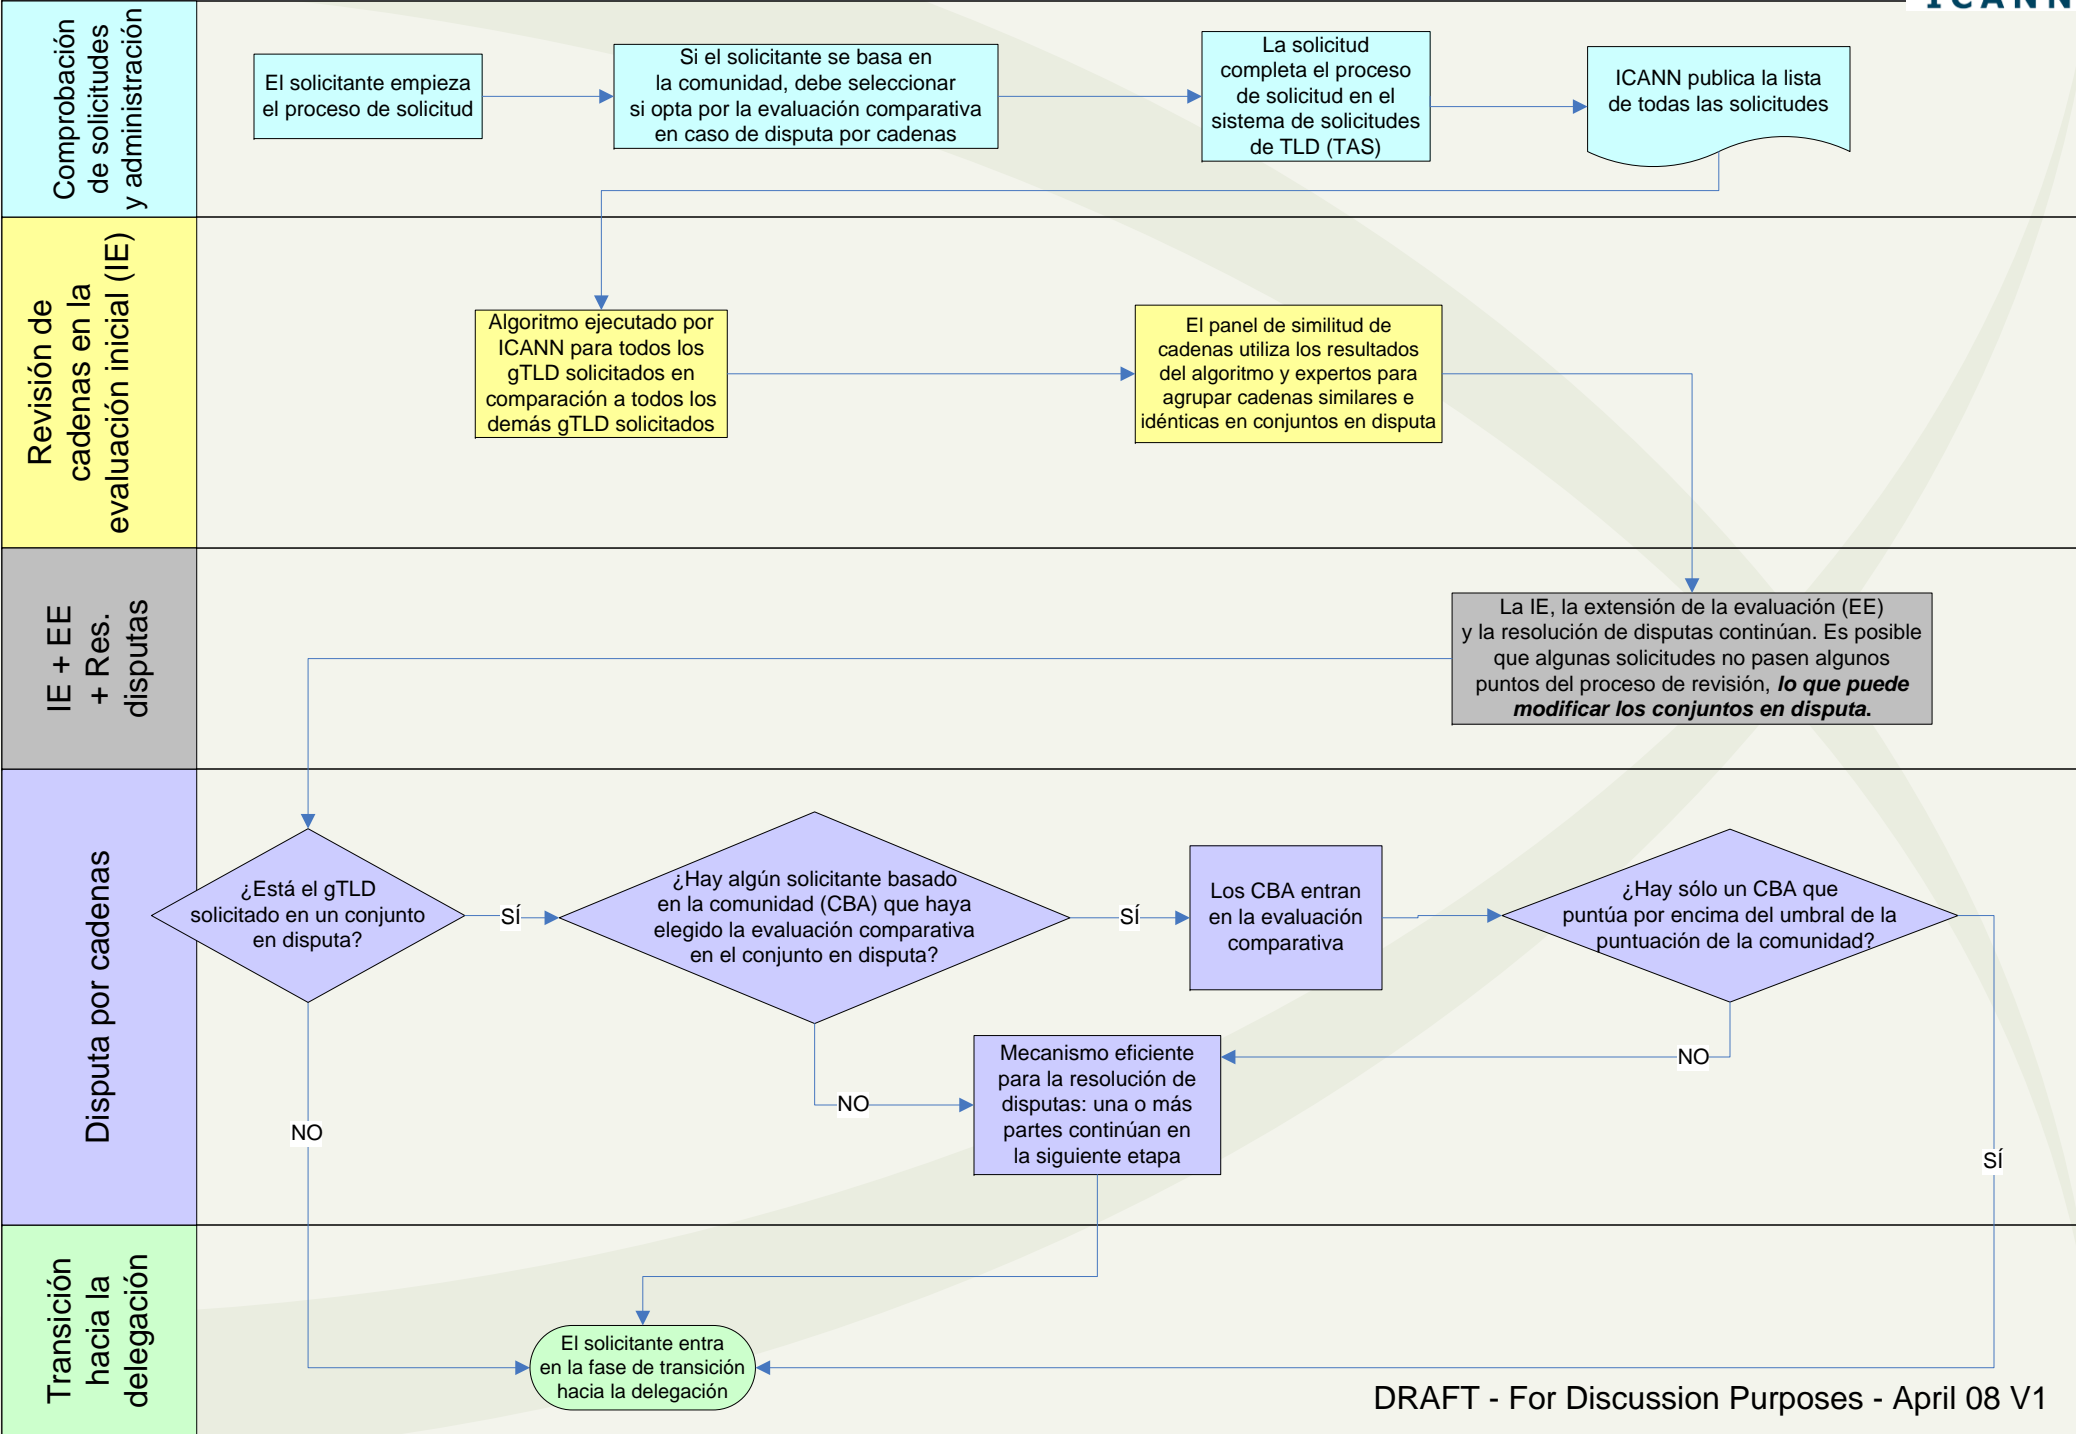 ICANN
Comprobación
de solicitudes
y administración
El solicitante empieza
el proceso de solicitud
Si el solicitante se basa en
la comunidad, debe seleccionar
si opta por la evaluación comparativa
en caso de disputa por cadenas
La solicitud
completa el proceso
de solicitud en el
sistema de solicitudes
de TLD (TAS)
ICANN publica la lista
de todas las solicitudes
Revisión de
cadenas en la
evaluación inicial (IE)
Algoritmo ejecutado por
ICANN para todos los
gTLD solicitados en
comparación a todos los
demás gTLD solicitados
El panel de similitud de
cadenas utiliza los resultados
del algoritmo y expertos para
agrupar cadenas similares e
idénticas en conjuntos en disputa
IE + EE
+ Res.
disputas
La IE, la extensión de la evaluación (EE)
y la resolución de disputas continúan. Es posible
que algunas solicitudes no pasen algunos
puntos del proceso de revisión, lo que puede
modificar los conjuntos en disputa.
Disputa por cadenas
¿Está el gTLD
solicitado en un conjunto
en disputa?
SÍ
¿Hay algún solicitante basado
en la comunidad (CBA) que haya
elegido la evaluación comparativa
en el conjunto en disputa?
SÍ
Los CBA entran
en la evaluación
comparativa
¿Hay sólo un CBA que
puntúa por encima del umbral de la
puntuación de la comunidad?
NO
NO
Mecanismo eficiente
para la resolución de
disputas: una o más
partes continúan en
la siguiente etapa
NO
SÍ
Transición
hacia la
delegación
El solicitante entra
en la fase de transición
hacia la delegación
DRAFT - For Discussion Purposes - April 08 V1